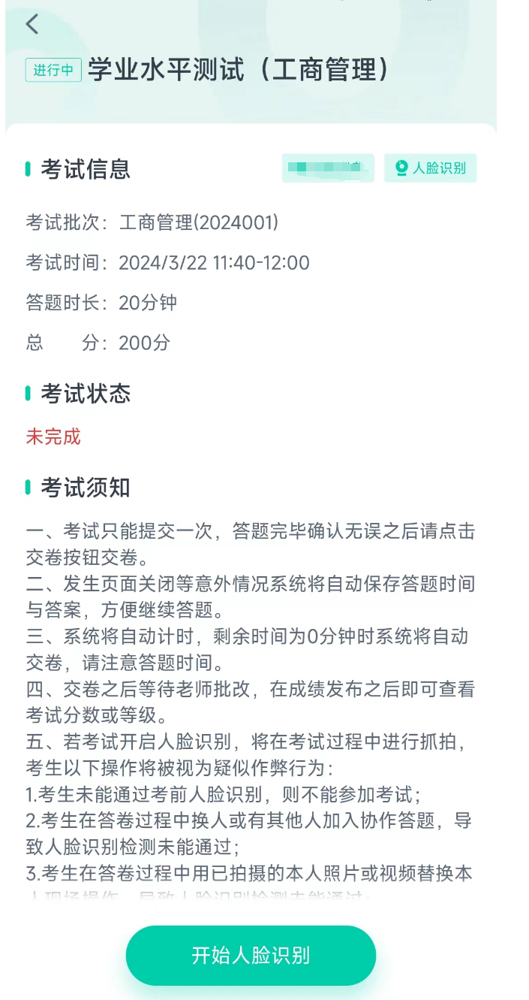 进行中 学业水平测试（工商管理）
考试信息
人脸识别
考试批次：工商管理(2024001)
考试时间：2024/3/22 11:40-12:00
答题时长：20分钟
总 分：200分
考试状态
未完成
考试须知
一、考试只能提交一次，答题完毕确认无误之后请点击
交卷按钮交卷。
二、发生页面关闭等意外情况系统将自动保存答题时间
与答案，方便继续答题。
三、系统将自动计时，剩余时间为0分钟时系统将自动
交卷，请注意答题时间。
四、交卷之后等待老师批改，在成绩发布之后即可查看
考试分数或等级。
五、若考试开启人脸识别，将在考试过程中进行抓拍，
考生以下操作将被视为疑似作弊行为：
1.考生未能通过考前人脸识别，则不能参加考试；
2.考生在答卷过程中换人或有其他人加入协作答题，导
致人脸识别检测未能通过；
3.考生在答卷过程中用已拍摄的本人照片或视频替换本
人现场操作，导致人脸识别检测未能通过；
开始人脸识别